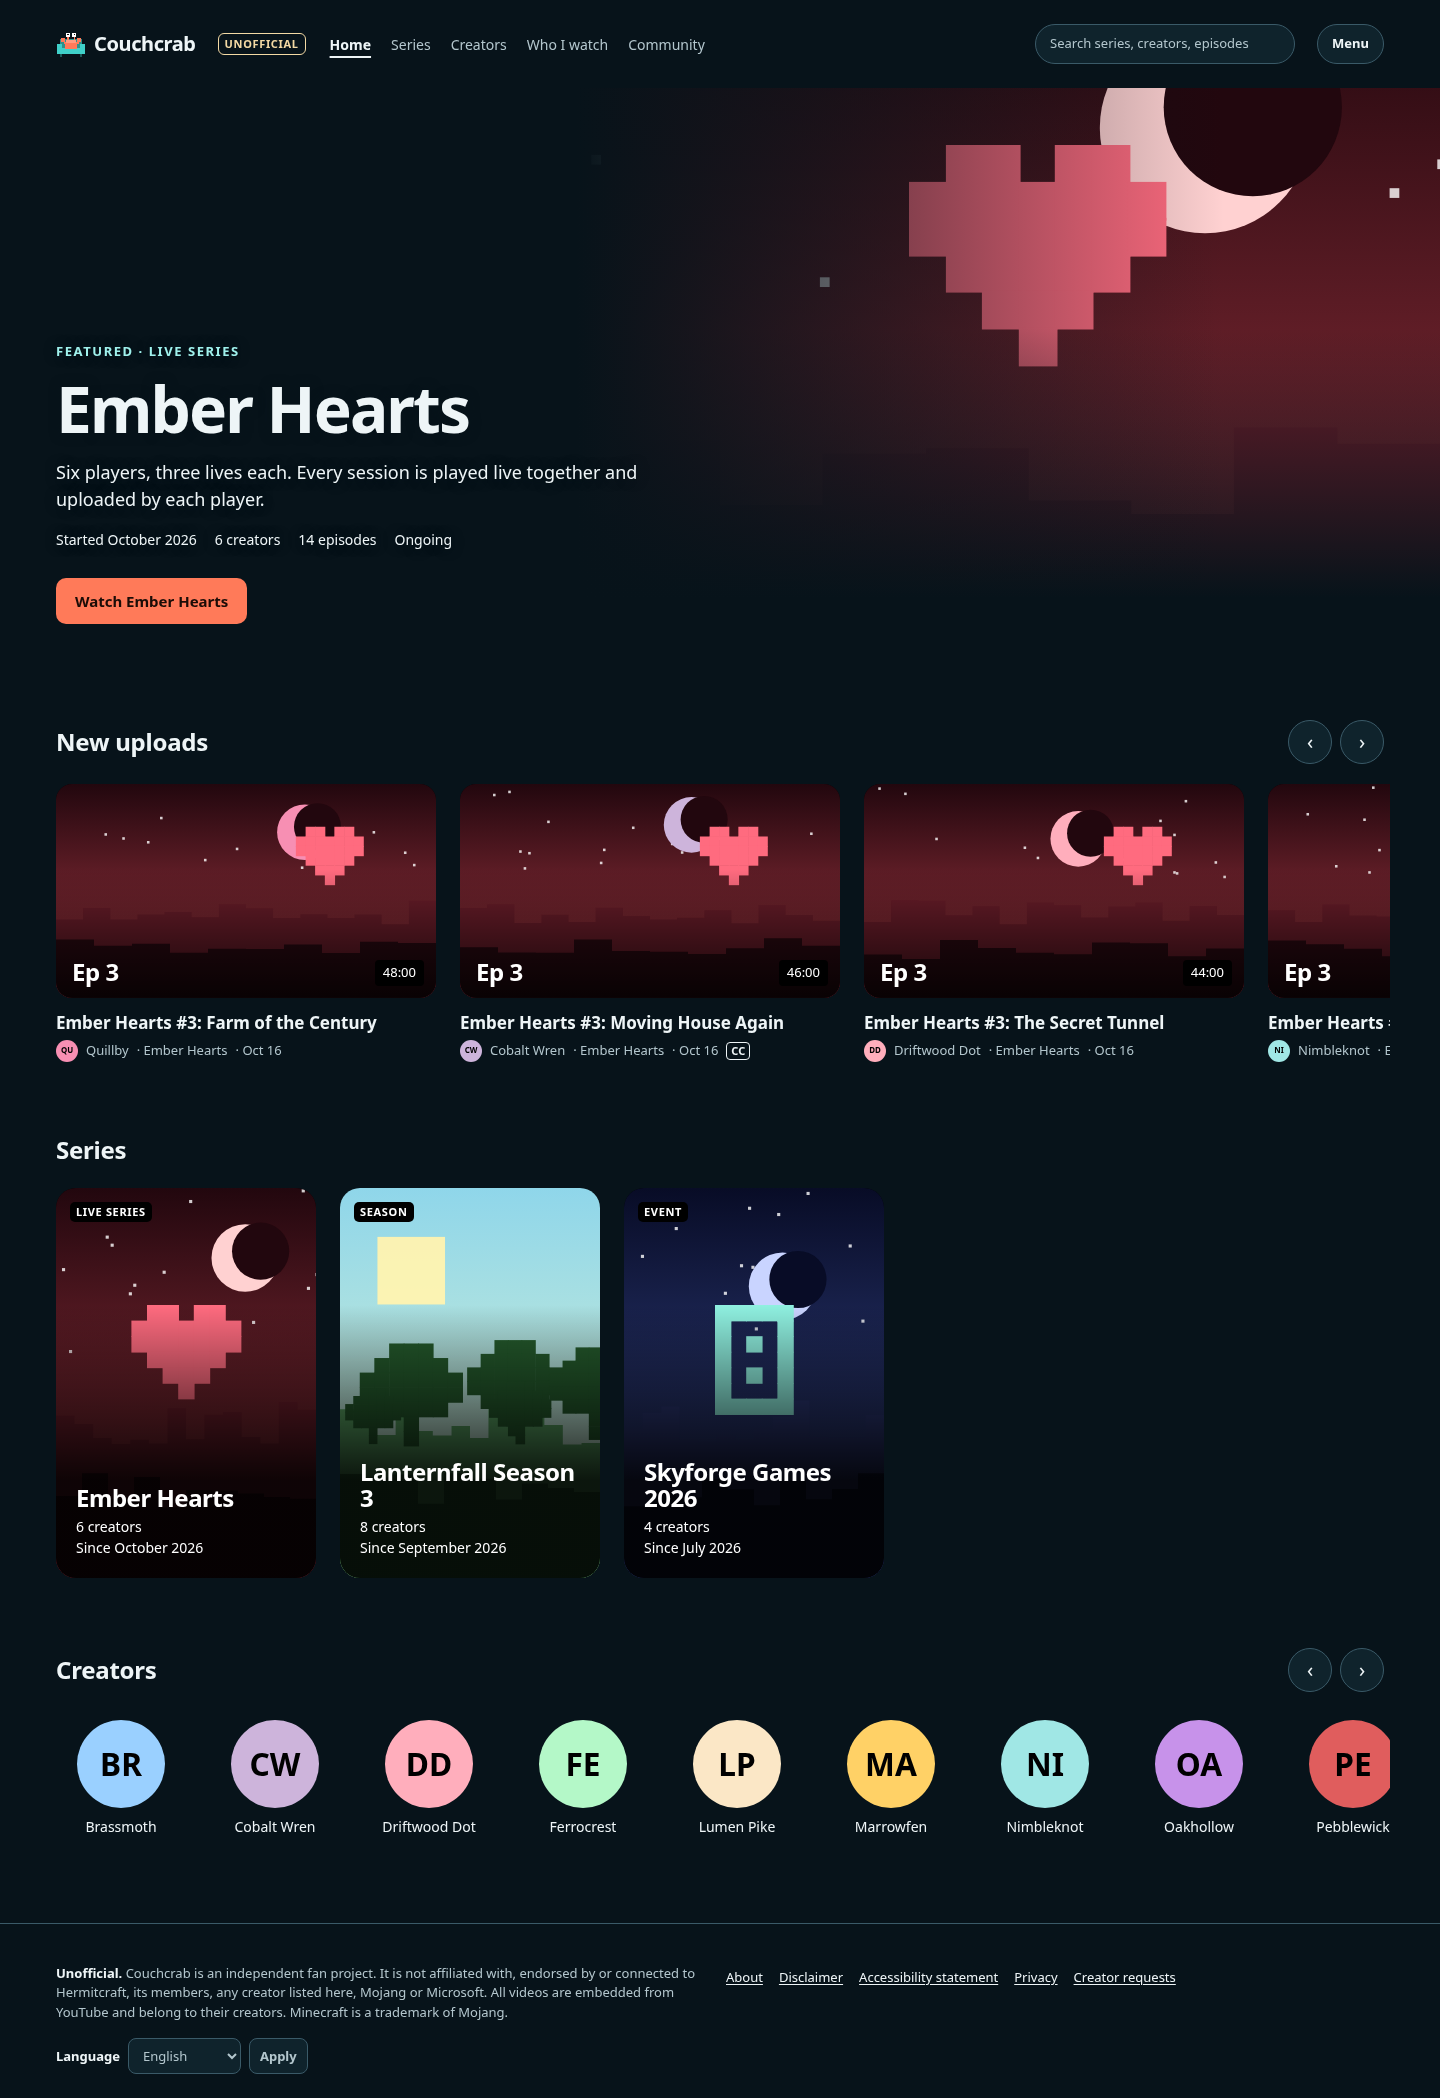 Couchcrab
UNOFFICIAL
Home
Series
Creators
Who I watch
Community
Search series, creators, episodes
Menu
FEATURED · LIVE SERIES
Ember Hearts
Six players, three lives each. Every session is played live together and
uploaded by each player.
Started October 2026 6 creators 14 episodes Ongoing
Watch Ember Hearts
New uploads
‹ ›
Ep 3
48:00
Ember Hearts #3: Farm of the Century
QU Quillby · Ember Hearts · Oct 16
Ep 3
46:00
Ember Hearts #3: Moving House Again
CW Cobalt Wren · Ember Hearts · Oct 16 CC
Ep 3
44:00
Ember Hearts #3: The Secret Tunnel
DD Driftwood Dot · Ember Hearts · Oct 16
Ep 3
Ember Hearts
NI Nimbleknot ·
Series
LIVE SERIES
Ember Hearts
6 creators
Since October 2026
SEASON
Lanternfall Season
3
8 creators
Since September 2026
EVENT
Skyforge Games
2026
4 creators
Since July 2026
Creators
‹ ›
BR
Brassmoth
CW
Cobalt Wren
DD
Driftwood Dot
FE
Ferrocrest
LP
Lumen Pike
MA
Marrowfen
NI
Nimbleknot
OA
Oakhollow
PE
Pebblewick
Unofficial. Couchcrab is an independent fan project. It is not affiliated with, endorsed by or connected to
Hermitcraft, its members, any creator listed here, Mojang or Microsoft. All videos are embedded from
YouTube and belong to their creators. Minecraft is a trademark of Mojang.
About Disclaimer Accessibility statement Privacy Creator requests
Language English Apply